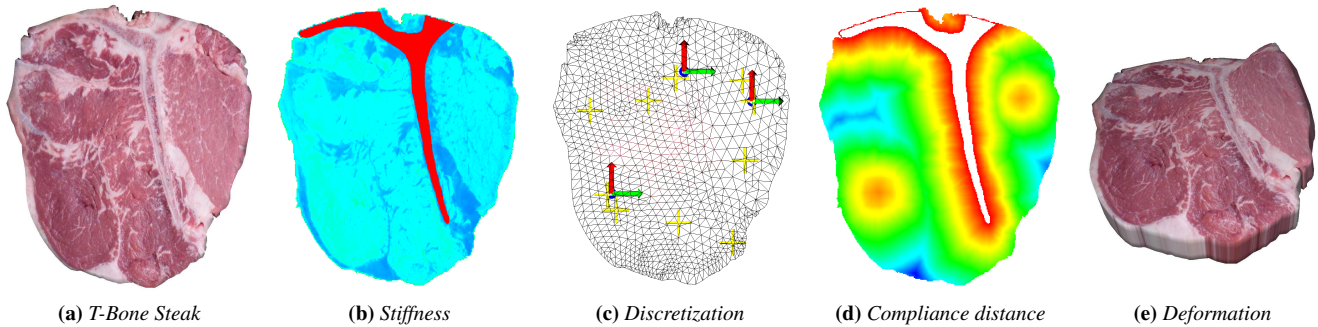 (a) T-Bone Steak
(b) Stiffness
(c) Discretization
(d) Compliance distance
(e) Deformation